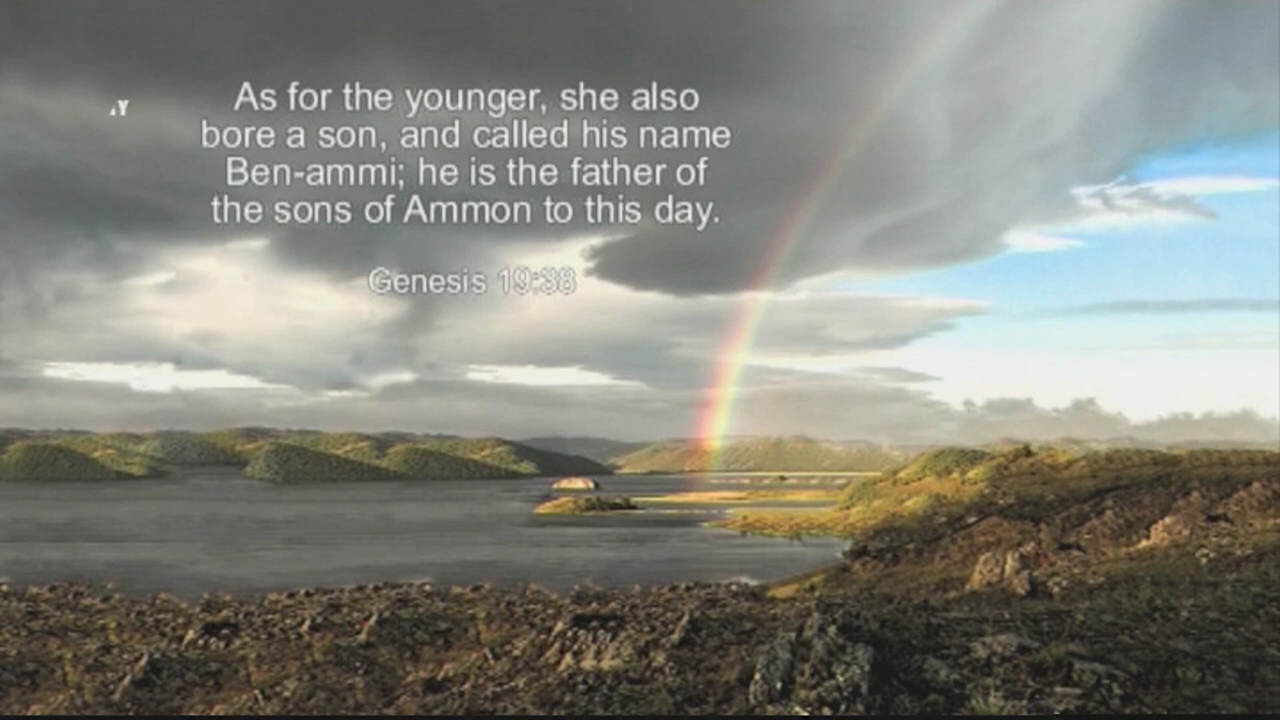 As for the younger, she also
bore a son, and called his name
Ben-ammi; he is the father of
the sons of Ammon to this day.
Genesis 19:38